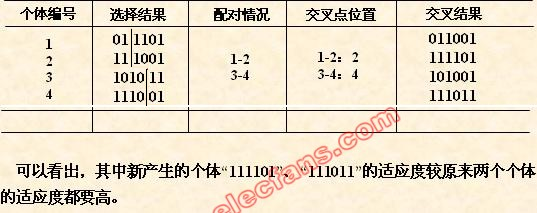 个体编号 选择结果 配对情况 交叉点位置 交叉结果
1 01|1101 011001
2 11|1001 1-2 1-2：2 111101
3 1010|11 3-4 3-4：4 101001
4 1110|01 111011
可以看出，其中新产生的个体“111101”、“111011”的适应度较原来两个个体
的适应度都要高。
elecfans.com